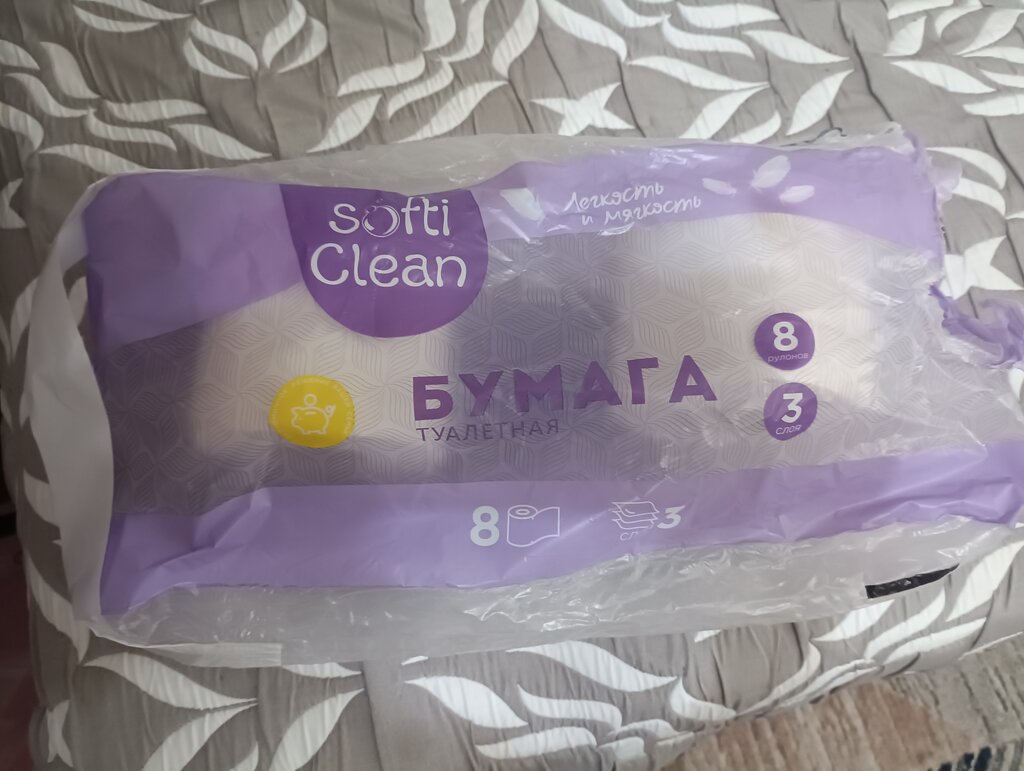 Softi
Clean
Легкость
и мягкость
8
рулонов
3
слоя
БУМАГА
ТУАЛЕТНАЯ
8
3